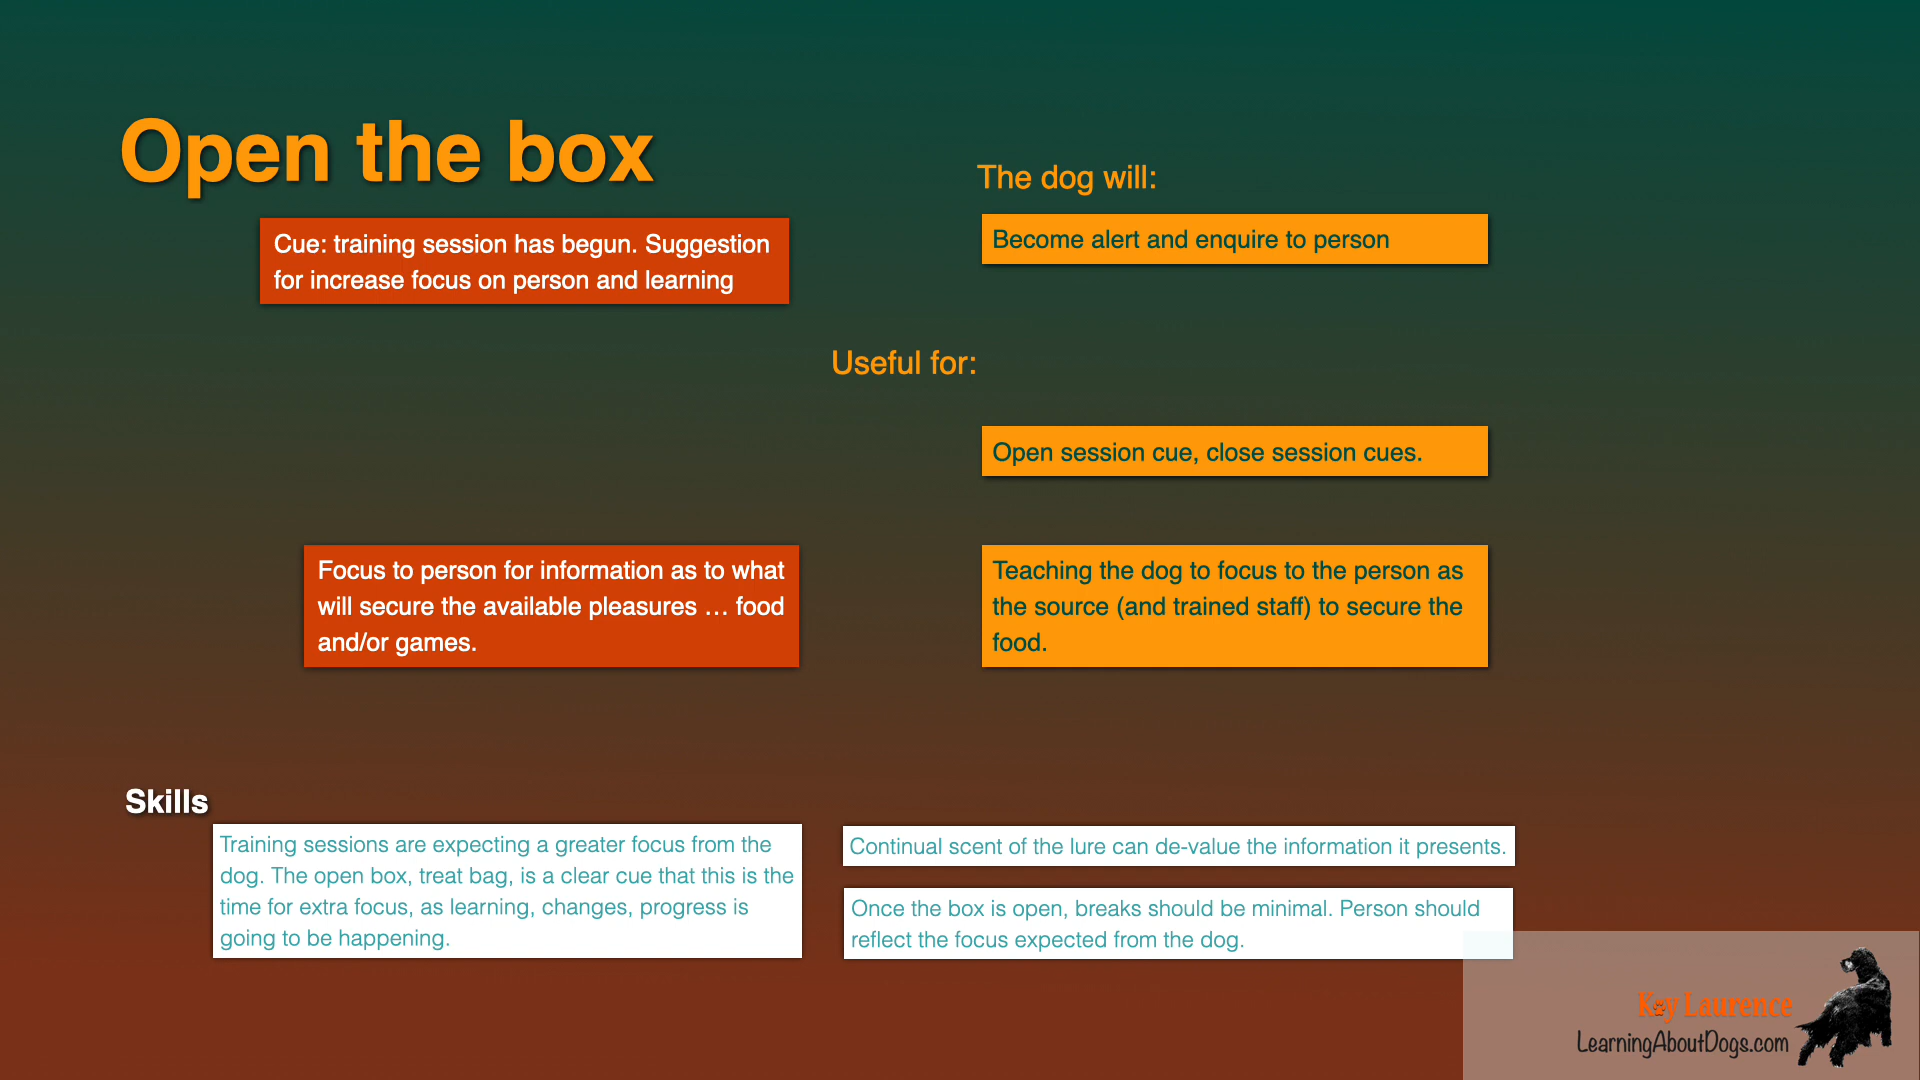 Open the box
Cue: training session has begun. Suggestion
for increase focus on person and learning
The dog will:
Become alert and enquire to person
Useful for:
Open session cue, close session cues.
Focus to person for information as to what
will secure the available pleasures … food
and/or games.
Teaching the dog to focus to the person as
the source (and trained staff) to secure the
food.
Skills
Training sessions are expecting a greater focus from the
dog. The open box, treat bag, is a clear cue that this is the
time for extra focus, as learning, changes, progress is
going to be happening.
Continual scent of the lure can de-value the information it presents.
Once the box is open, breaks should be minimal. Person should
reflect the focus expected from the dog.
Kay Laurence
LearningAboutDogs.com